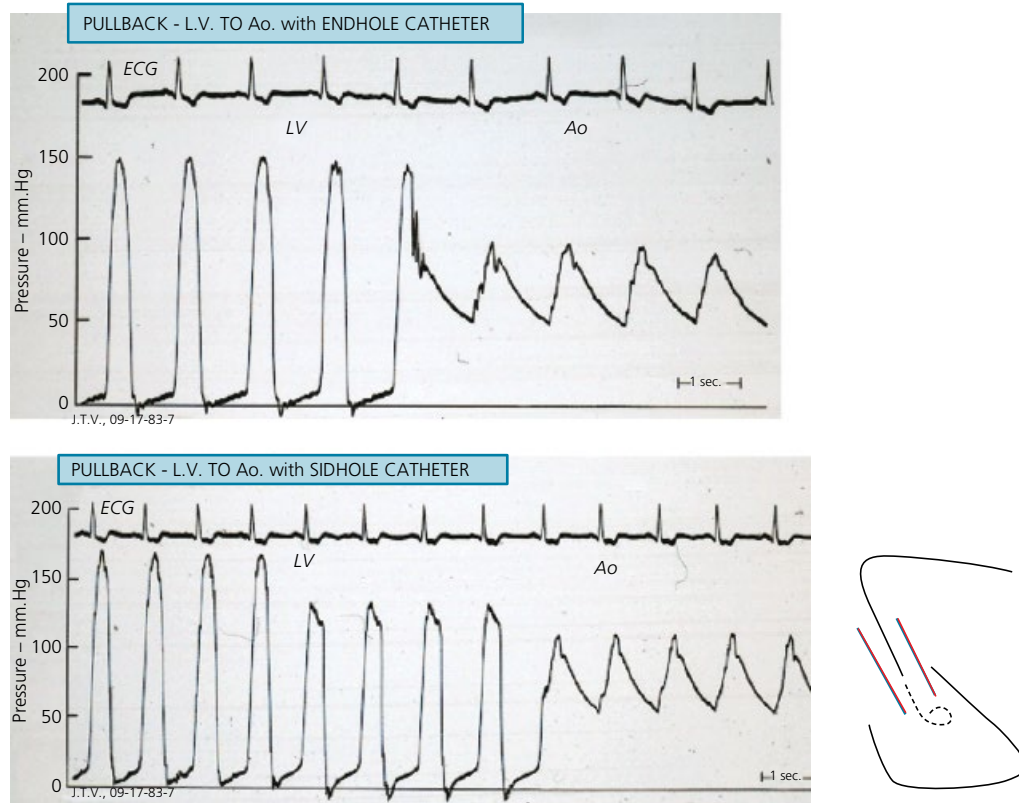 PULLBACK - L.V. TO Ao. with ENDHOLE CATHETER
ECG
LV
Ao
Pressure – mm.Hg
200
150
100
50
0
1 sec.
J.T.V., 09-17-83-7
PULLBACK - L.V. TO Ao. with SIDHOLE CATHETER
ECG
LV
Ao
Pressure – mm.Hg
200
150
100
50
0
1 sec.
J.T.V., 09-17-83-7